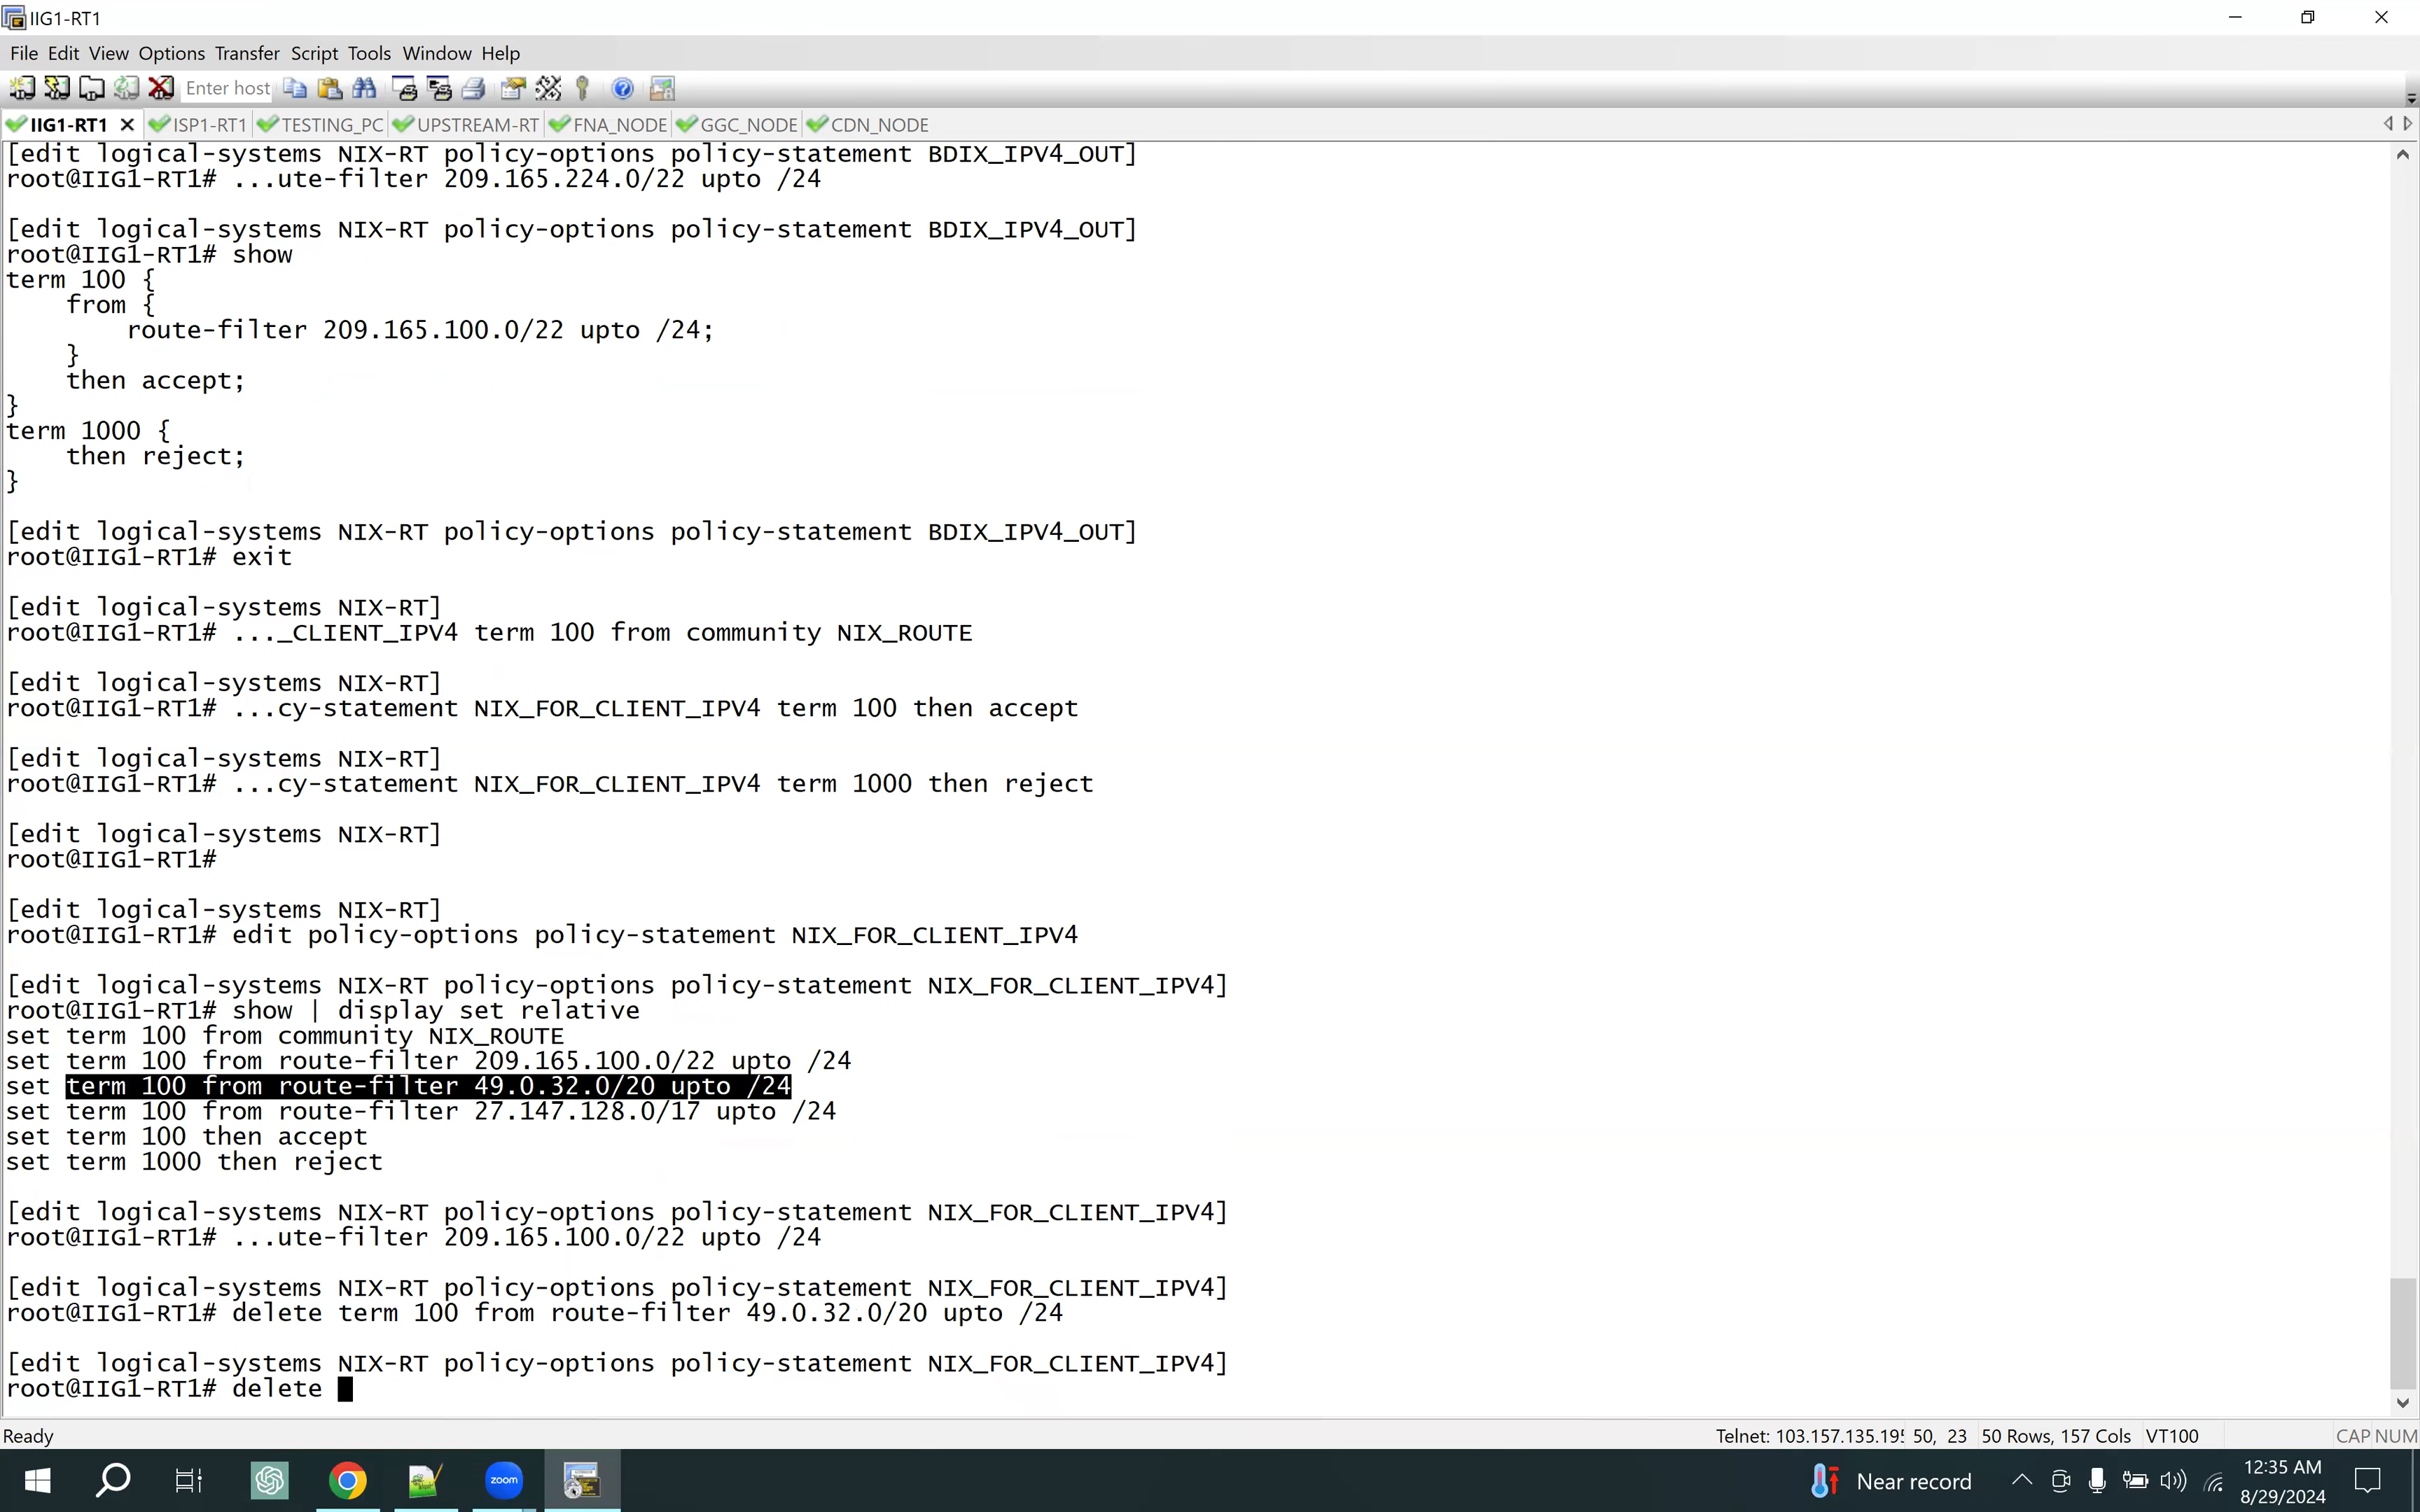 IIG1-RT1
File Edit View Options Transfer Script Tools Window Help
Enter host
IIG1-RT1 ISP1-RT1 TESTING_PC UPSTREAM-RT FNA_NODE GGC_NODE CDN_NODE
[edit logical-systems NIX-RT policy-options policy-statement BDIX_IPV4_OUT]
root@IIG1-RT1# ...ute-filter 209.165.224.0/22 upto /24
[edit logical-systems NIX-RT policy-options policy-statement BDIX_IPV4_OUT]
root@IIG1-RT1# show
term 100 {
from {
route-filter 209.165.100.0/22 upto /24;
}
then accept;
}
term 1000 {
then reject;
}
[edit logical-systems NIX-RT policy-options policy-statement BDIX_IPV4_OUT]
root@IIG1-RT1# exit
[edit logical-systems NIX-RT]
root@IIG1-RT1# ..._CLIENT_IPV4 term 100 from community NIX_ROUTE
[edit logical-systems NIX-RT]
root@IIG1-RT1# ...cy-statement NIX_FOR_CLIENT_IPV4 term 100 then accept
[edit logical-systems NIX-RT]
root@IIG1-RT1# ...cy-statement NIX_FOR_CLIENT_IPV4 term 1000 then reject
[edit logical-systems NIX-RT]
root@IIG1-RT1#
[edit logical-systems NIX-RT]
root@IIG1-RT1# edit policy-options policy-statement NIX_FOR_CLIENT_IPV4
[edit logical-systems NIX-RT policy-options policy-statement NIX_FOR_CLIENT_IPV4]
root@IIG1-RT1# show | display set relative
set term 100 from community NIX_ROUTE
set term 100 from route-filter 209.165.100.0/22 upto /24
set term 100 from route-filter 49.0.32.0/20 upto /24
set term 100 from route-filter 27.147.128.0/17 upto /24
set term 100 then accept
set term 1000 then reject
[edit logical-systems NIX-RT policy-options policy-statement NIX_FOR_CLIENT_IPV4]
root@IIG1-RT1# ...ute-filter 209.165.100.0/22 upto /24
[edit logical-systems NIX-RT policy-options policy-statement NIX_FOR_CLIENT_IPV4]
root@IIG1-RT1# delete term 100 from route-filter 49.0.32.0/20 upto /24
[edit logical-systems NIX-RT policy-options policy-statement NIX_FOR_CLIENT_IPV4]
root@IIG1-RT1# delete
Ready Telnet: 103.157.135.195 50, 23 50 Rows, 157 Cols VT100 CAP NUM
zoom Near record 12:35 AM
8/29/2024